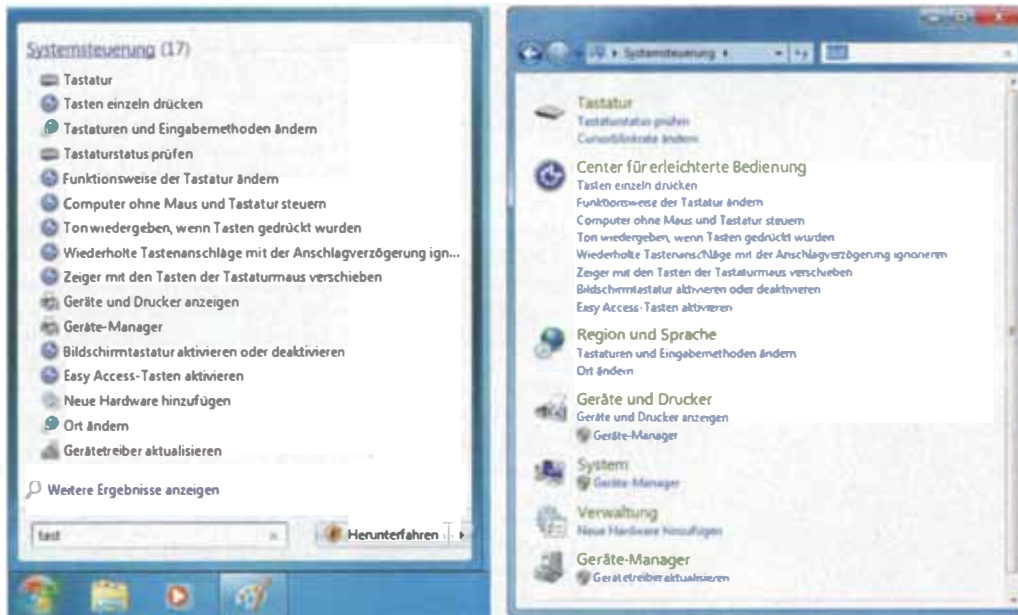 Systemsteuerung (17)
Tastatur
Tasten einzeln drücken
Tastaturen und Eingabemethoden ändern
Tastaturstatus prüfen
Funktionsweise der Tastatur ändern
Computer ohne Maus und Tastatur steuern
Ton wiedergeben, wenn Tasten gedrückt wurden
Wiederholte Tastenanschläge mit der Anschlagverzögerung ign...
Zeiger mit den Tasten der Tastaturmaus verschieben
Geräte und Drucker anzeigen
Geräte-Manager
Bildschirmtastatur aktivieren oder deaktivieren
Easy Access-Tasten aktivieren
Neue Hardware hinzufügen
Ort ändern
Gerätetreiber aktualisieren
Weitere Ergebnisse anzeigen
test
Herunterfahren
Systemsteuerung
Tastatur
Tastaturstatus prüfen
Cursorblinkrate ändern
Center für erleichterte Bedienung
Tasten einzeln drücken
Funktionsweise der Tastatur ändern
Computer ohne Maus und Tastatur steuern
Ton wiedergeben, wenn Tasten gedrückt wurden
Wiederholte Tastenanschläge mit der Anschlagverzögerung ignorieren
Zeiger mit den Tasten der Tastaturmaus verschieben
Bildschirmtastatur aktivieren oder deaktivieren
Easy Access-Tasten aktivieren
Region und Sprache
Tastaturen und Eingabemethoden ändern
Ort ändern
Geräte und Drucker
Geräte und Drucker anzeigen
Geräte-Manager
System
Geräte-Manager
Verwaltung
Neue Hardware hinzufügen
Geräte-Manager
Gerätetreiber aktualisieren